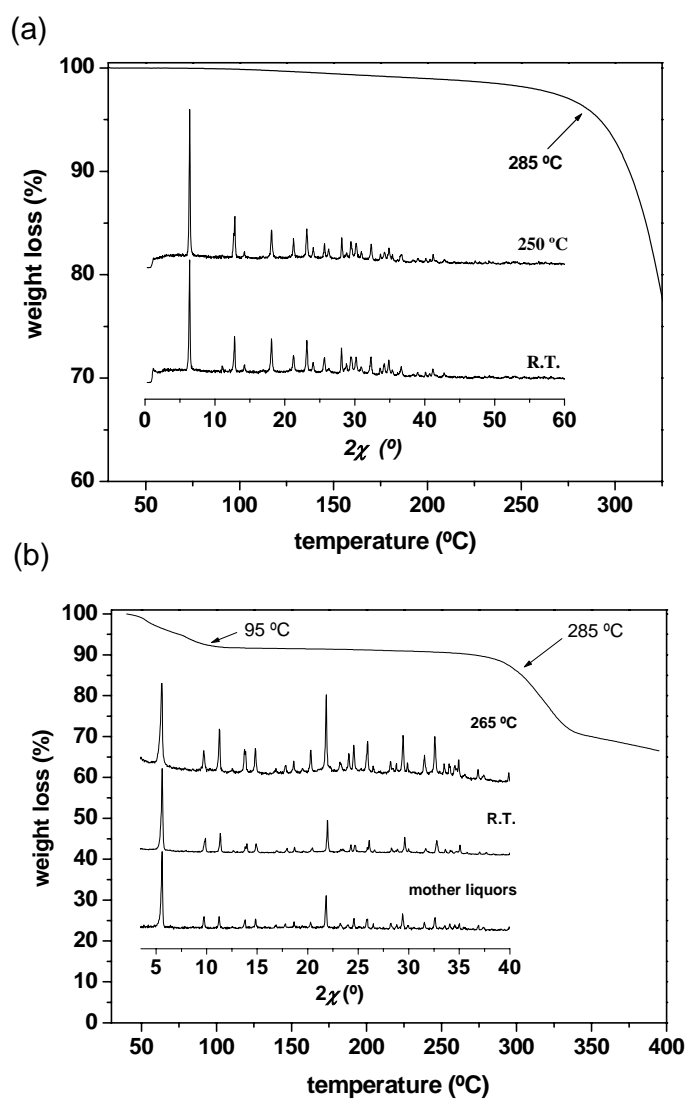 (a)
100
90
80
70
60
weight loss (%)
285 ºC
250 ºC
R.T.
0 10 20 30 40 50 60
2χ (º)
50 100 150 200 250 300
temperature (ºC)
(b)
100
90
80
70
60
50
40
30
20
10
0
weight loss (%)
95 ºC
285 ºC
265 ºC
R.T.
mother liquors
5 10 15 20 25 30 35 40
2χ (º)
50 100 150 200 250 300 350 400
temperature (ºC)